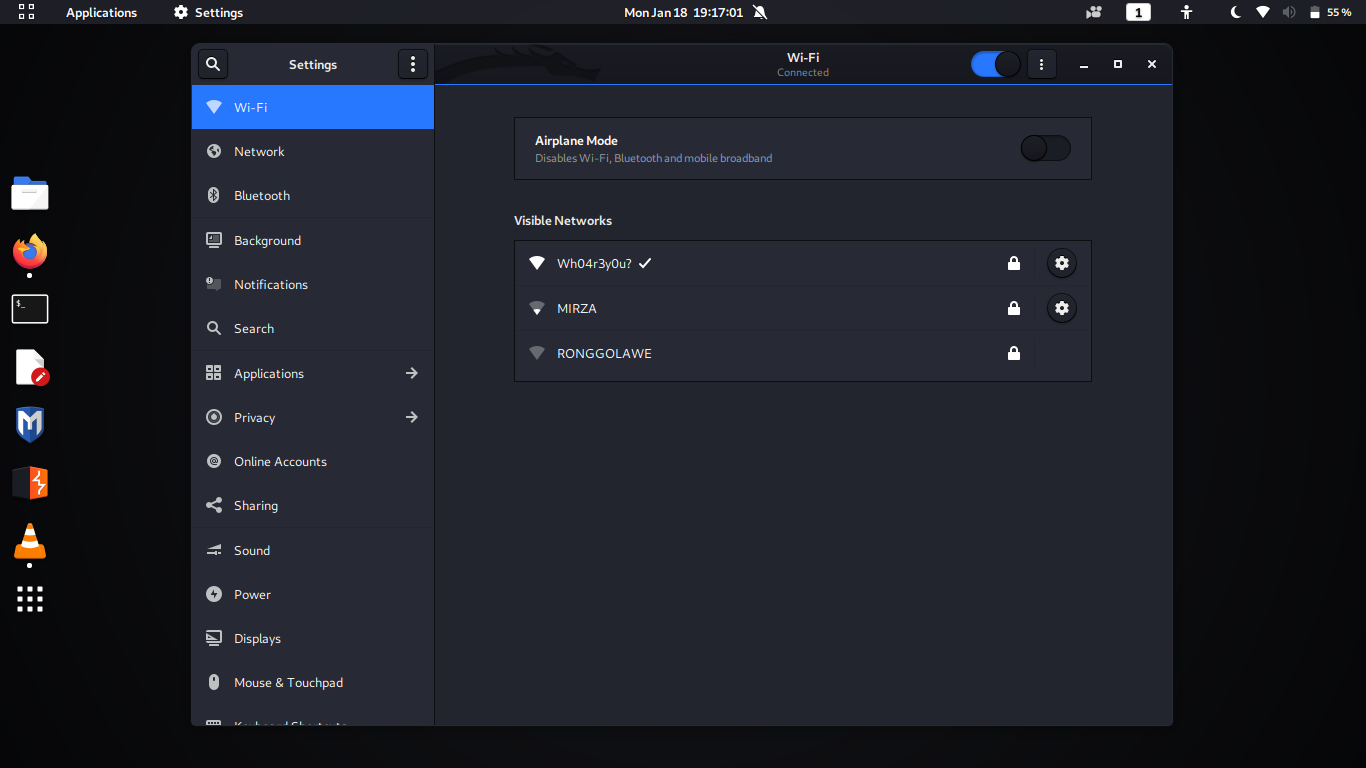 Applications
Settings
Mon Jan 18 19:17:01
1
55 %
Settings
Wi-Fi
Connected
Wi-Fi
Network
Bluetooth
Background
Notifications
Search
Applications
Privacy
Online Accounts
Sharing
Sound
Power
Displays
Mouse & Touchpad
Keyboard Shortcuts
Airplane Mode
Disables Wi-Fi, Bluetooth and mobile broadband
Visible Networks
Wh04r3y0u?
MIRZA
RONGGOLAWE
$_